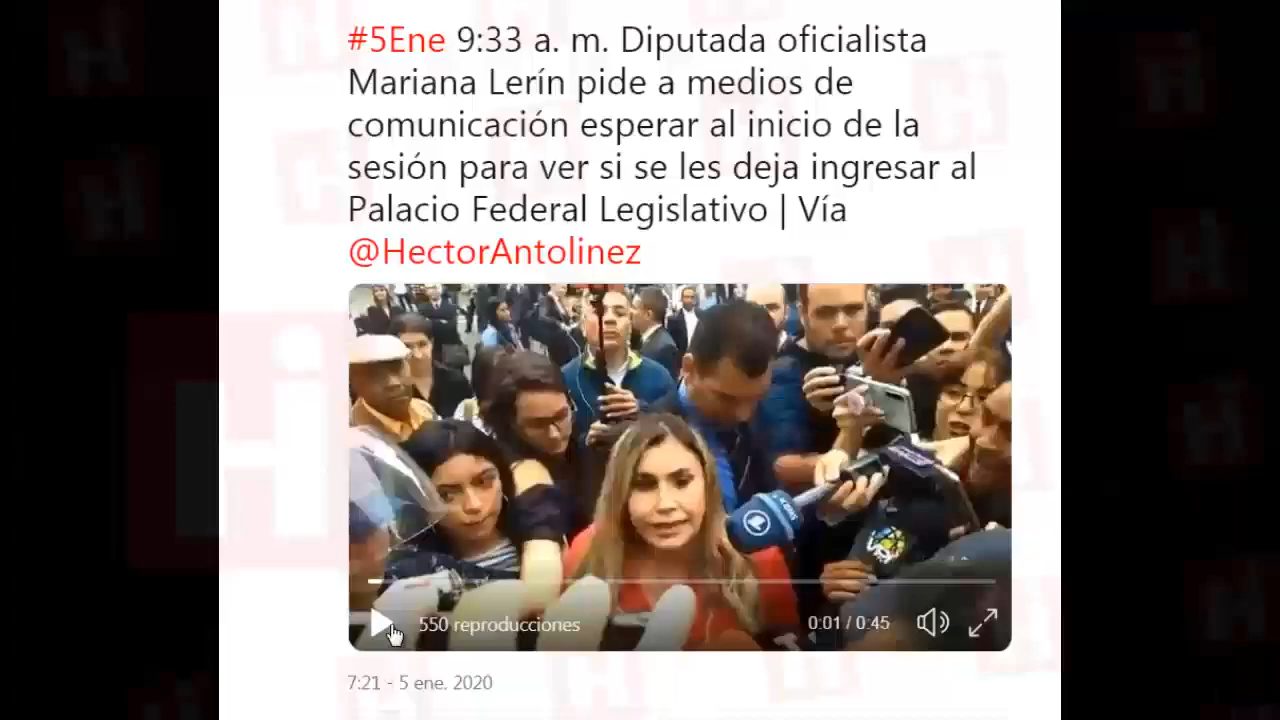 #5Ene 9:33 a. m. Diputada oficialista
Mariana Lerín pide a medios de
comunicación esperar al inicio de la
sesión para ver si se les deja ingresar al
Palacio Federal Legislativo | Vía
@HectorAntolinez
VPI
550 reproducciones
0:01 / 0:45
7:21 - 5 ene. 2020